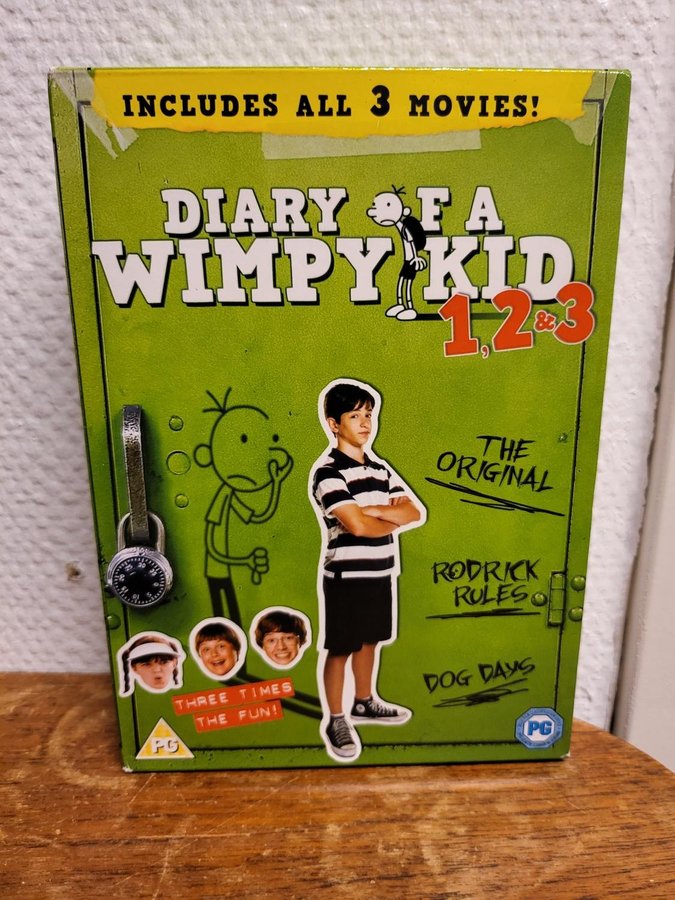 INCLUDES ALL 3 MOVIES!
DIARY OF A
WIMPY KID
1, 2 & 3
THE
ORIGINAL
RODRICK
RULES
DOG DAYS
THREE TIMES
THE FUN!
PG
PG